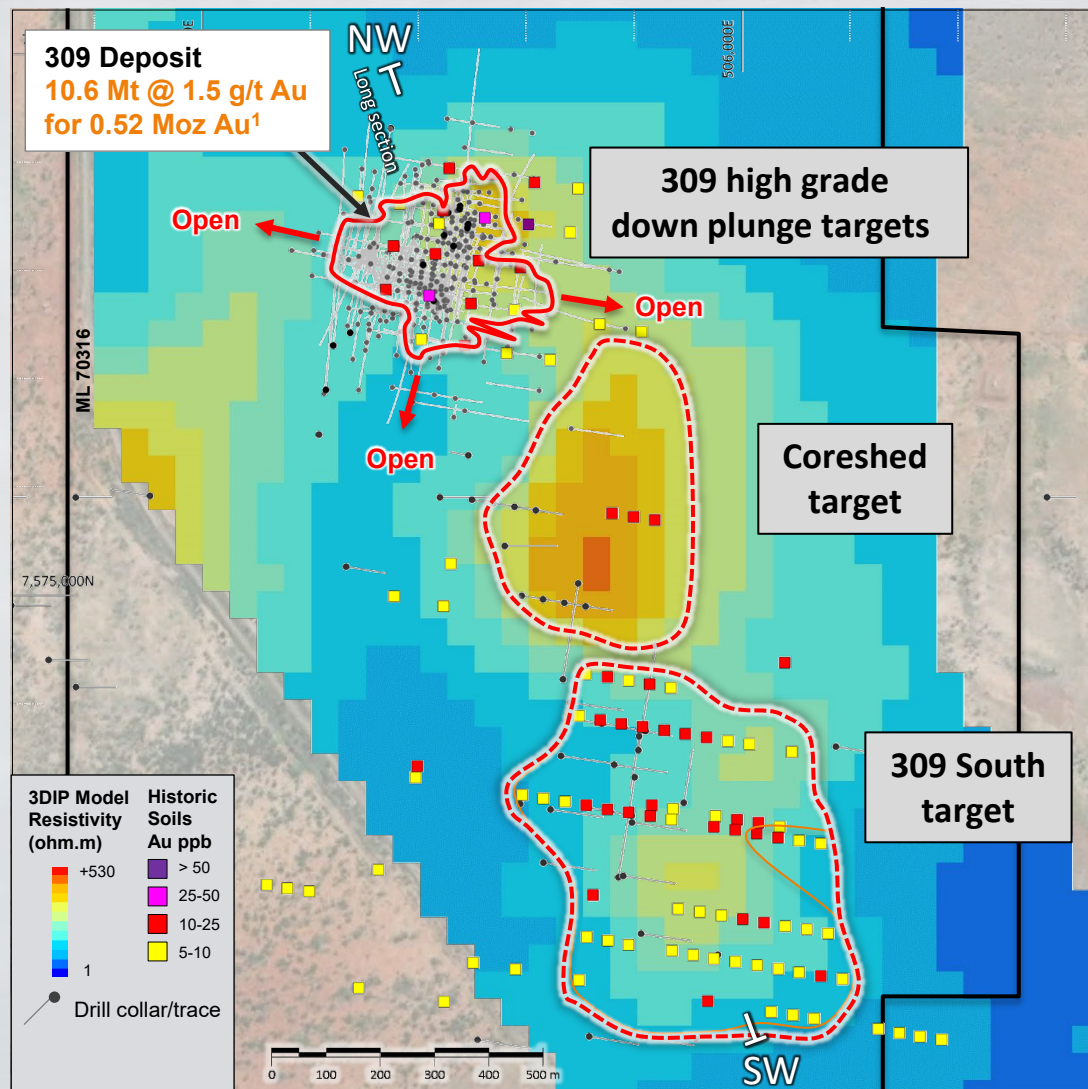 309 Deposit
10.6 Mt @ 1.5 g/t Au
for 0.52 Moz Au¹
NW
Long section
506,000E
309 high grade
down plunge targets
Open
Open
Open
ML 70316
Coreshed
target
7,575,000N
309 South
target
3DIP Model
Resistivity
(ohm.m)
+530
1
Historic
Soils
Au ppb
> 50
25-50
10-25
5-10
Drill collar/trace
0 100 200 300 400 500 m
SW